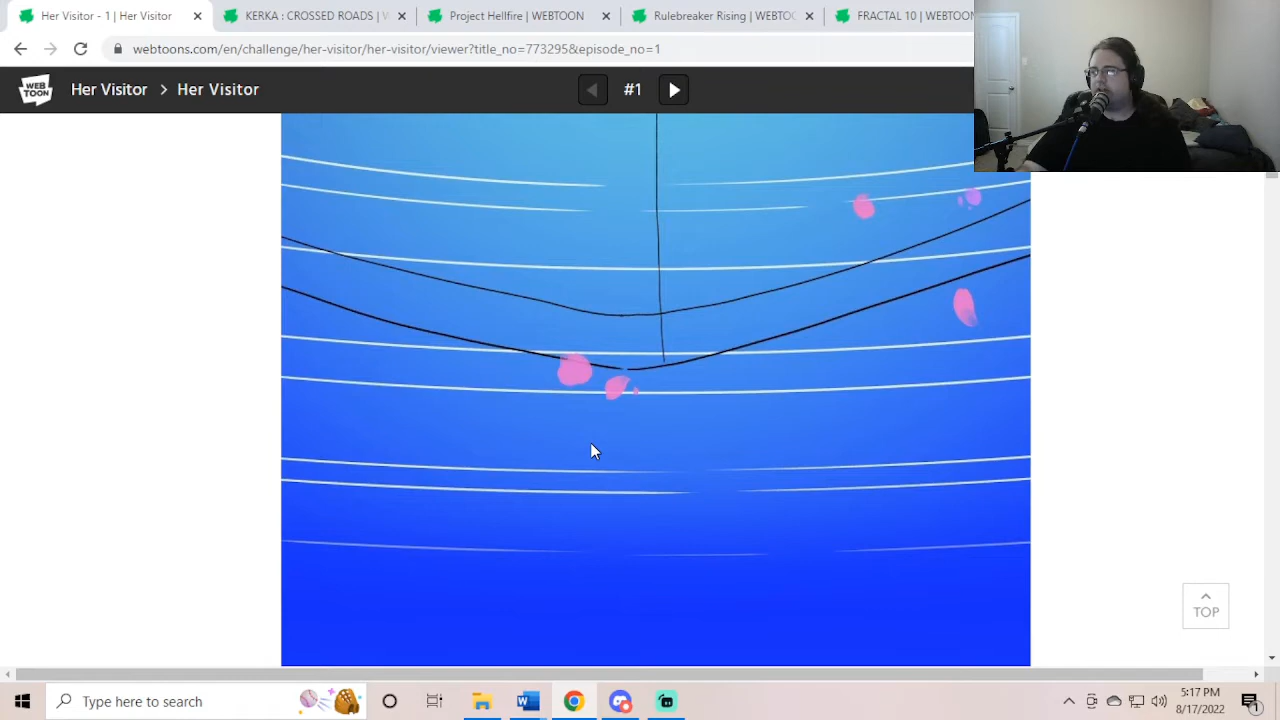 Her Visitor - 1 | Her Visitor
KERKA : CROSSED ROADS | W
Project Hellfire | WEBTOON
Rulebreaker Rising | WEBTOO
FRACTAL 10 | WEBTOON
webtoons.com/en/challenge/her-visitor/her-visitor/viewer?title_no=773295&episode_no=1
WEB
TOON
Her Visitor > Her Visitor
#1
TOP
Type here to search
5:17 PM
8/17/2022
1